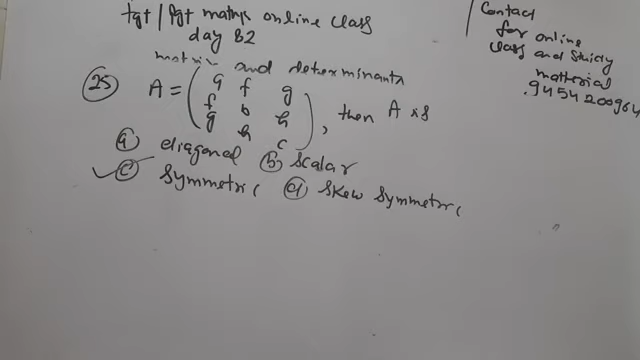 tgt | pgt maths online class
day 82
matrix and determinants
25 A = ( a f g
f b h
g h c ) , then A is
(a) diagonal (b) scalar
✓(c) symmetric (d) skew symmetric
Contact
for online
class and study
matterial
.9454200964